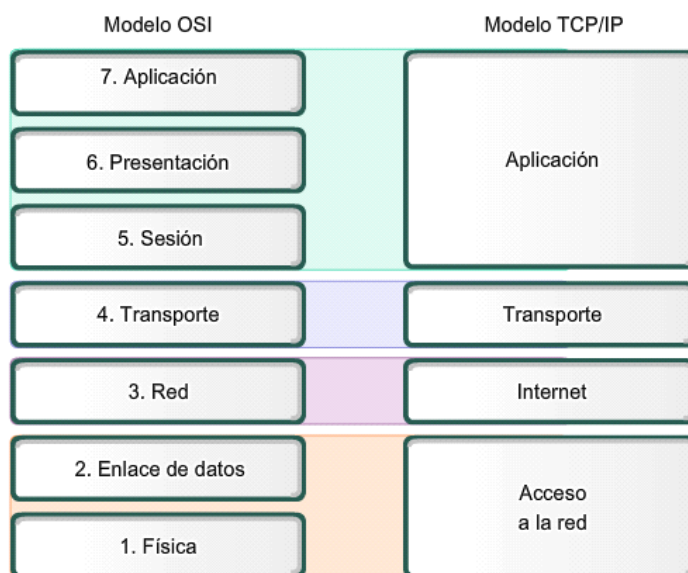 Modelo OSI
Modelo TCP/IP
7. Aplicación
6. Presentación
5. Sesión
Aplicación
4. Transporte
Transporte
3. Red
Internet
2. Enlace de datos
1. Física
Acceso
a la red